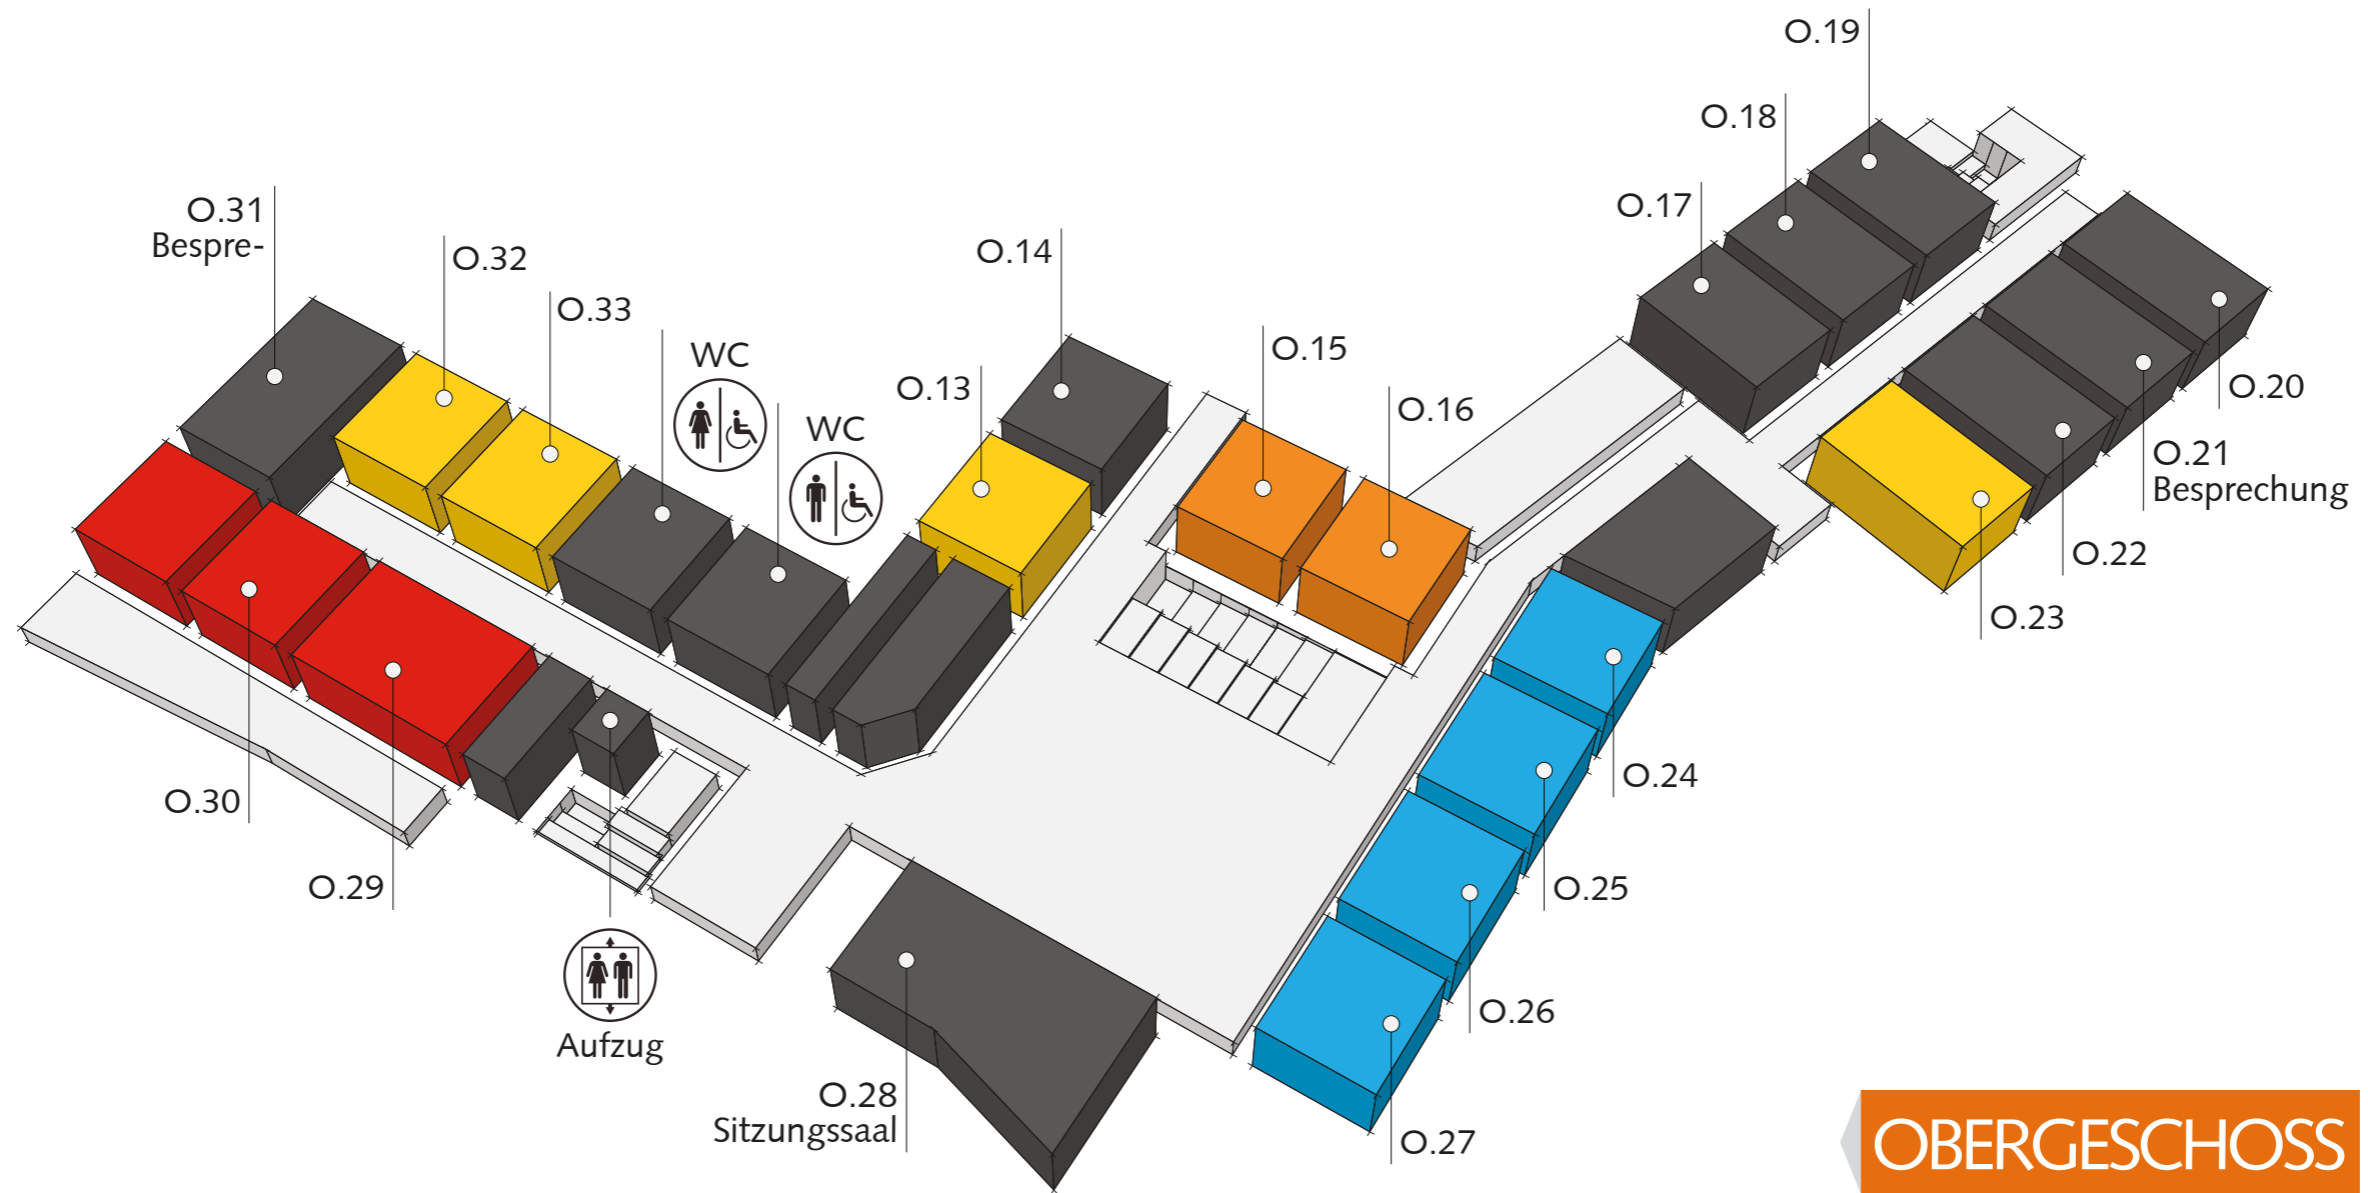 O.19
O.18
O.17
O.31
Bespre-
O.32
O.33
WC
WC
O.14
O.13
O.15
O.16
O.20
O.21
Besprechung
O.22
O.23
O.24
O.25
O.26
O.27
O.30
O.29
Aufzug
O.28
Sitzungssaal
OBERGESCHOSS